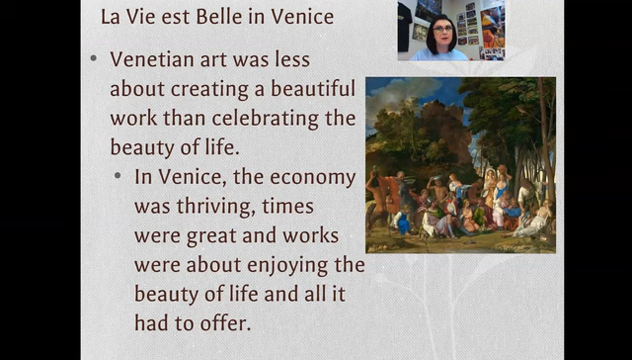 La Vie est Belle in Venice
• Venetian art was less
about creating a beautiful
work than celebrating the
beauty of life.
• In Venice, the economy
was thriving, times
were great and works
were about enjoying the
beauty of life and all it
had to offer.